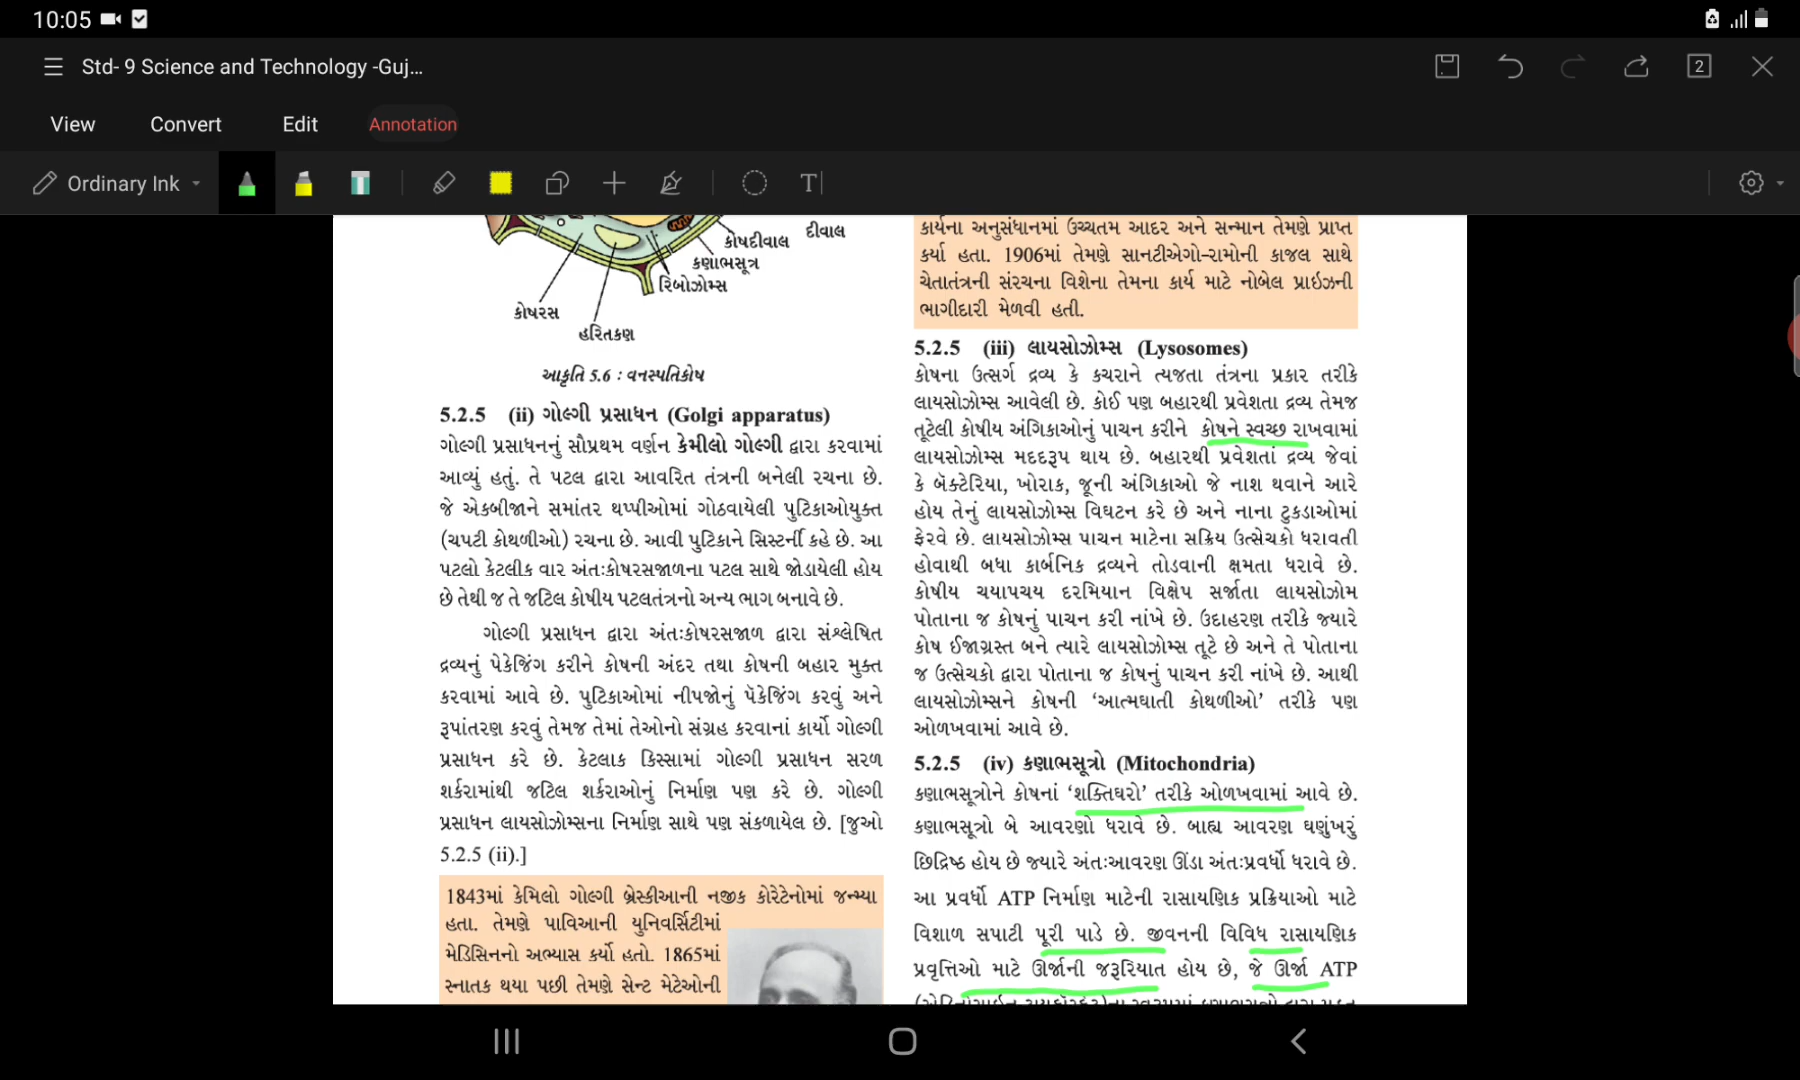 10:05
Std- 9 Science and Technology -Guj...
2
View Convert Edit Annotation
Ordinary Ink
T
દીવાલ
કોષદીવાલ
કણાભસૂત્ર
રિબોઝોમ્સ
કોષરસ
હરિતકણ
આકૃતિ 5.6 : વનસ્પતિકોષ
5.2.5 (ii) ગોલ્ગી પ્રસાધન (Golgi apparatus)
ગોલ્ગી પ્રસાધનનું સૌપ્રથમ વર્ણન કેમીલો ગોલ્ગી દ્વારા કરવામાં
આવ્યું હતું. તે પટલ દ્વારા આવરિત તંત્રની બનેલી રચના છે.
જે એકબીજાને સમાંતર થપ્પીઓમાં ગોઠવાયેલી પુટિકાઓયુક્ત
(ચપટી કોથળીઓ) રચના છે. આવી પુટિકાને સિસ્ટર્ની કહે છે. આ
પટલો કેટલીક વાર અંતઃકોષરસજાળના પટલ સાથે જોડાયેલી હોય
છે તેથી જ તે જટિલ કોષીય પટલતંત્રનો અન્ય ભાગ બનાવે છે.
ગોલ્ગી પ્રસાધન દ્વારા અંતઃકોષરસજાળ દ્વારા સંશ્લેષિત
દ્રવ્યનું પેકેજિંગ કરીને કોષની અંદર તથા કોષની બહાર મુક્ત
કરવામાં આવે છે. પુટિકાઓમાં નીપજોનું પૅકેજિંગ કરવું અને
રૂપાંતરણ કરવું તેમજ તેમાં તેઓનો સંગ્રહ કરવાનાં કાર્યો ગોલ્ગી
પ્રસાધન કરે છે. કેટલાક કિસ્સામાં ગોલ્ગી પ્રસાધન સરળ
શર્કરામાંથી જટિલ શર્કરાઓનું નિર્માણ પણ કરે છે. ગોલ્ગી
પ્રસાધન લાયસોઝોમ્સના નિર્માણ સાથે પણ સંકળાયેલ છે. [જુઓ
5.2.5 (ii).]
1843માં કેમિલો ગોલ્ગી બ્રેસ્કીઆની નજીક કોરેટેનોમાં જન્મ્યા
હતા. તેમણે પાવિઆની યુનિવર્સિટીમાં
મેડિસિનનો અભ્યાસ કર્યો હતો. 1865માં
સ્નાતક થયા પછી તેમણે સેન્ટ મેટેઓની
કાર્યના અનુસંધાનમાં ઉચ્ચતમ આદર અને સન્માન તેમણે પ્રાપ્ત
કર્યા હતા. 1906માં તેમણે સાનટીએગો-રામોની કાજલ સાથે
ચેતાતંત્રની સંરચના વિશેના તેમના કાર્ય માટે નોબેલ પ્રાઇઝની
ભાગીદારી મેળવી હતી.
5.2.5 (iii) લાયસોઝોમ્સ (Lysosomes)
કોષના ઉત્સર્ગ દ્રવ્ય કે કચરાને ત્યજતા તંત્રના પ્રકાર તરીકે
લાયસોઝોમ્સ આવેલી છે. કોઈ પણ બહારથી પ્રવેશતા દ્રવ્ય તેમજ
તૂટેલી કોષીય અંગિકાઓનું પાચન કરીને કોષને સ્વચ્છ રાખવામાં
લાયસોઝોમ્સ મદદરૂપ થાય છે. બહારથી પ્રવેશતાં દ્રવ્ય જેવાં
કે બૅક્ટેરિયા, ખોરાક, જૂની અંગિકાઓ જે નાશ થવાને આરે
હોય તેનું લાયસોઝોમ્સ વિઘટન કરે છે અને નાના ટુકડાઓમાં
ફેરવે છે. લાયસોઝોમ્સ પાચન માટેના સક્રિય ઉત્સેચકો ધરાવતી
હોવાથી બધા કાર્બનિક દ્રવ્યને તોડવાની ક્ષમતા ધરાવે છે.
કોષીય ચયાપચય દરમિયાન વિક્ષેપ સર્જાતા લાયસોઝોમ
પોતાના જ કોષનું પાચન કરી નાંખે છે. ઉદાહરણ તરીકે જ્યારે
કોષ ઈજાગ્રસ્ત બને ત્યારે લાયસોઝોમ્સ તૂટે છે અને તે પોતાના
જ ઉત્સેચકો દ્વારા પોતાના જ કોષનું પાચન કરી નાંખે છે. આથી
લાયસોઝોમ્સને કોષની ‘આત્મઘાતી કોથળીઓ’ તરીકે પણ
ઓળખવામાં આવે છે.
5.2.5 (iv) કણાભસૂત્રો (Mitochondria)
કણાભસૂત્રોને કોષનાં ‘શક્તિઘરો’ તરીકે ઓળખવામાં આવે છે.
કણાભસૂત્રો બે આવરણો ધરાવે છે. બાહ્ય આવરણ ઘણુંખરું
છિદ્રિષ્ઠ હોય છે જ્યારે અંતઃઆવરણ ઊંડા અંતઃપ્રવર્ધો ધરાવે છે.
આ પ્રવર્ધો ATP નિર્માણ માટેની રાસાયણિક પ્રક્રિયાઓ માટે
વિશાળ સપાટી પૂરી પાડે છે. જીવનની વિવિધ રાસાયણિક
પ્રવૃત્તિઓ માટે ઊર્જાની જરૂરિયાત હોય છે, જે ઊર્જા ATP